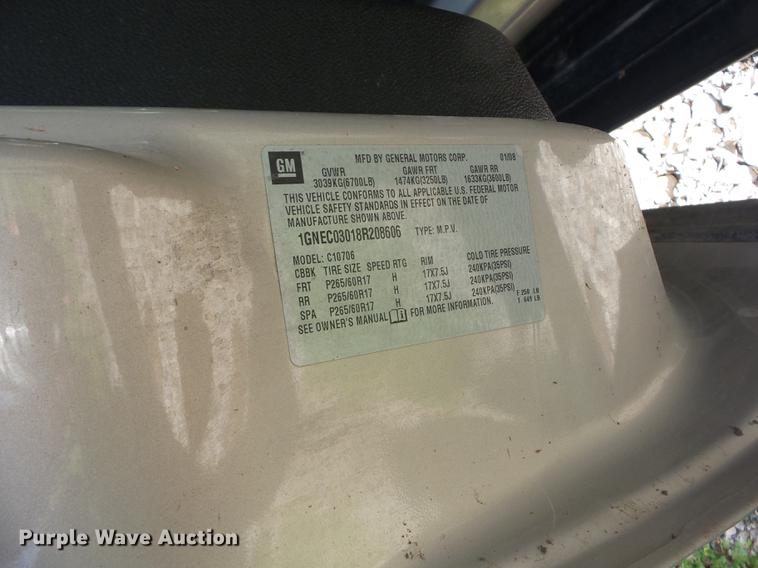 GM
MFD BY GENERAL MOTORS CORP. 01/08
GVWR GAWR FRT GAWR RR
3039KG(6700LB) 1474KG(3250LB) 1633KG(3600LB)
THIS VEHICLE CONFORMS TO ALL APPLICABLE U.S. FEDERAL MOTOR
VEHICLE SAFETY STANDARDS IN EFFECT ON THE DATE OF
MANUFACTURE SHOWN ABOVE.
1GNEC03018R208606 TYPE: M.P.V.
MODEL: C10706
CBBK TIRE SIZE SPEED RTG RIM COLD TIRE PRESSURE
FRT P265/60R17 H 17X7.5J 240KPA(35PSI)
RR P265/60R17 H 17X7.5J 240KPA(35PSI)
SPA P265/60R17 H 17X7.5J 240KPA(35PSI)
SEE OWNER'S MANUAL FOR MORE INFORMATION.
F 250 LB
T 649 LB
Purple Wave Auction